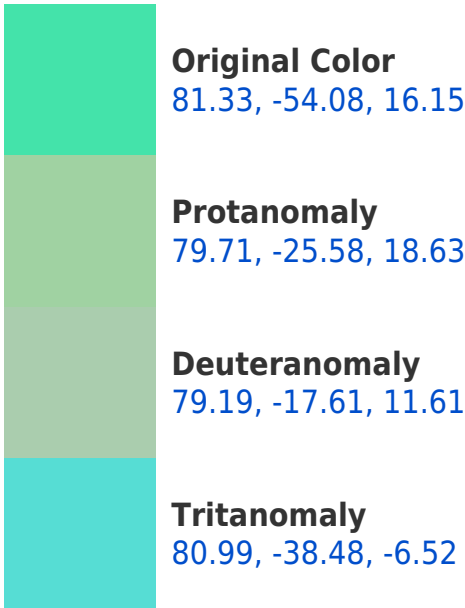 Original Color
81.33, -54.08, 16.15
Protanomaly
79.71, -25.58, 18.63
Deuteranomaly
79.19, -17.61, 11.61
Tritanomaly
80.99, -38.48, -6.52